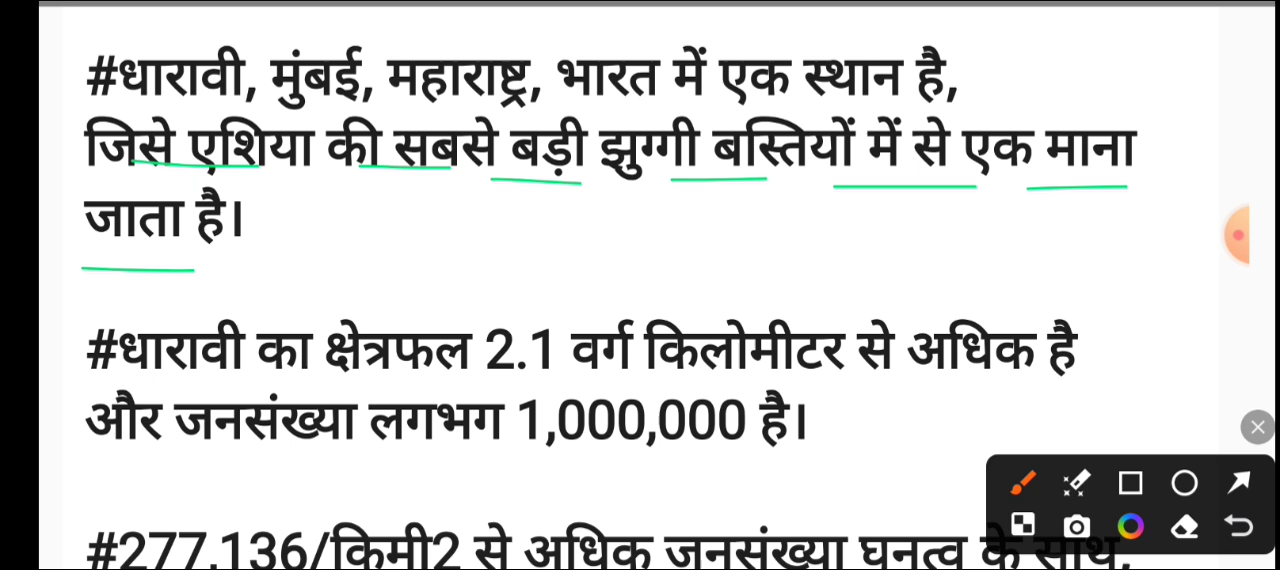 #धारावी, मुंबई, महाराष्ट्र, भारत में एक स्थान है,
जिसे एशिया की सबसे बड़ी झुग्गी बस्तियों में से एक माना
जाता है।
#धारावी का क्षेत्रफल 2.1 वर्ग किलोमीटर से अधिक है
और जनसंख्या लगभग 1,000,000 है।
#277,136/किमी2 से अधिक जनसंख्या घनत्व के साथ,